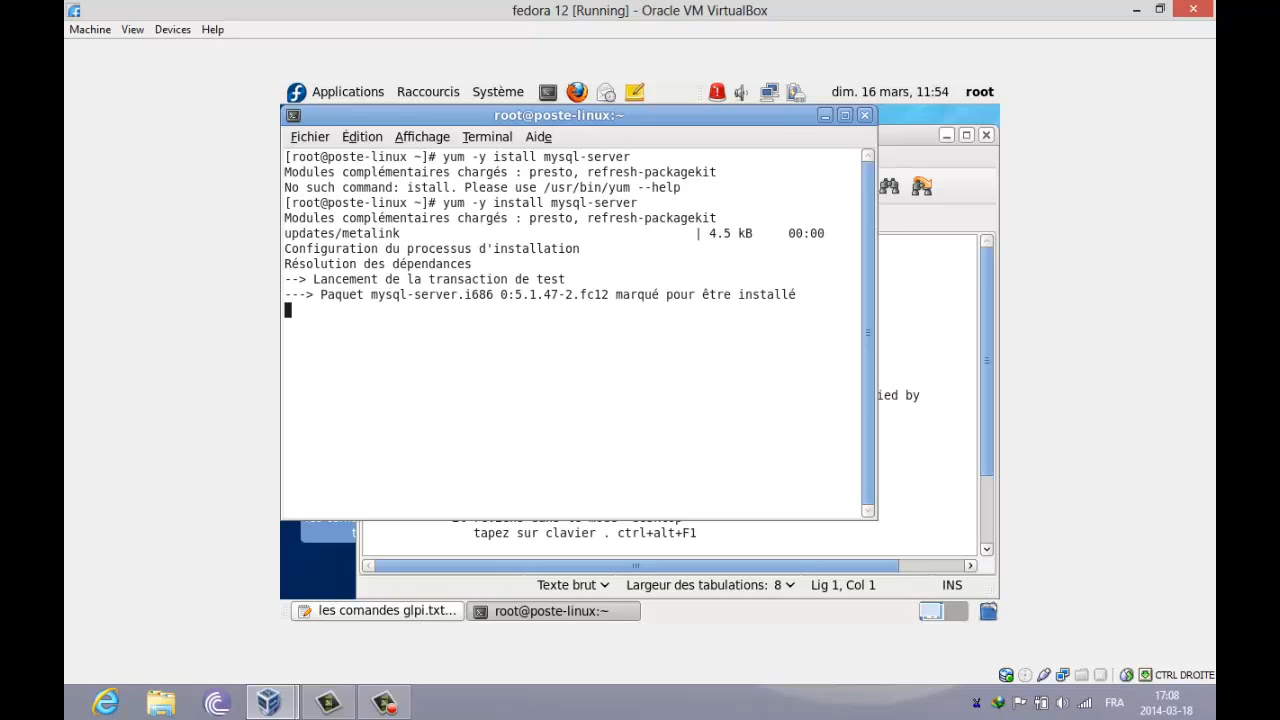 fedora 12 [Running] - Oracle VM VirtualBox
Machine View Devices Help
Applications Raccourcis Système dim. 16 mars, 11:54 root
root@poste-linux:~
Fichier Édition Affichage Terminal Aide
[root@poste-linux ~]# yum -y istall mysql-server
Modules complémentaires chargés : presto, refresh-packagekit
No such command: istall. Please use /usr/bin/yum --help
[root@poste-linux ~]# yum -y install mysql-server
Modules complémentaires chargés : presto, refresh-packagekit
updates/metalink | 4.5 kB 00:00
Configuration du processus d'installation
Résolution des dépendances
--> Lancement de la transaction de test
---> Paquet mysql-server.i686 0:5.1.47-2.fc12 marqué pour être installé
ied by
tapez sur clavier . ctrl+alt+F1
Texte brut Largeur des tabulations: 8 Lig 1, Col 1 INS
les comandes glpi.txt... root@poste-linux:~
CTRL DROITE
FRA 17:08
2014-03-18